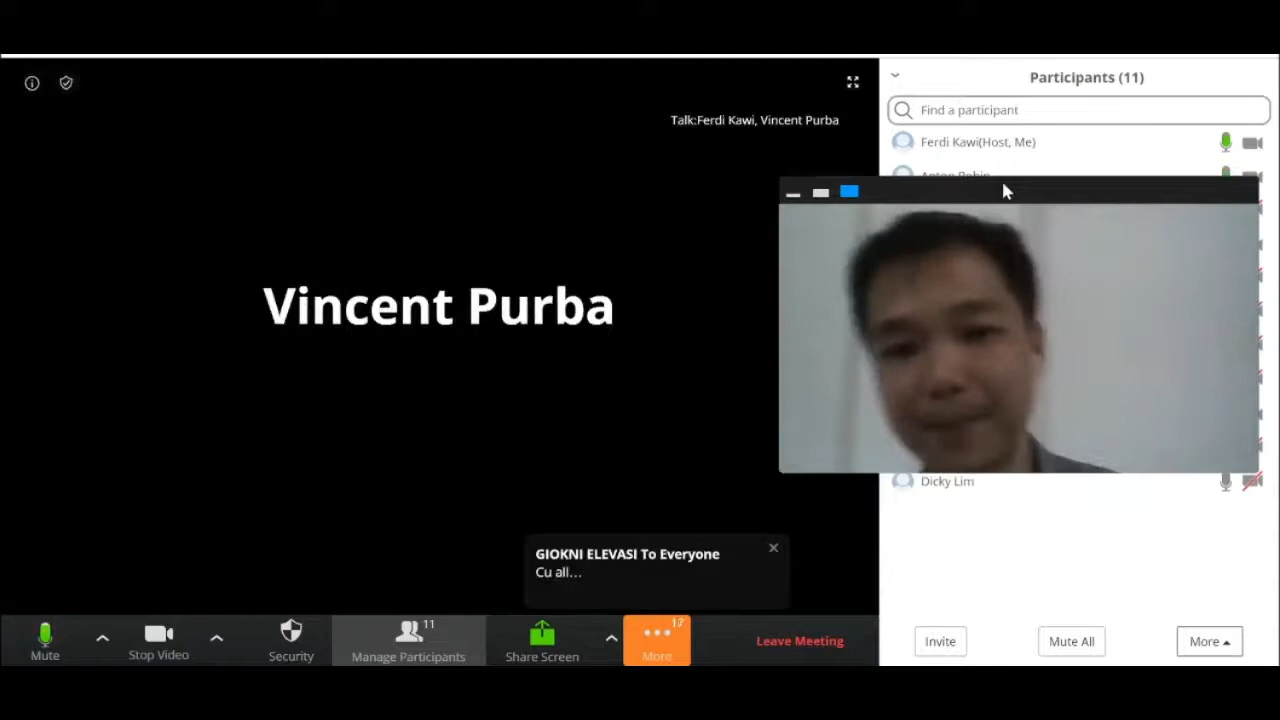 Participants (11)
Find a participant
Talk:Ferdi Kawi, Vincent Purba
Ferdi Kawi(Host, Me)
Anton Robin
Vincent Purba
Dicky Lim
GIOKNI ELEVASI To Everyone
Cu all...
Mute
Stop Video
Security
11
Manage Participants
Share Screen
17
More
Leave Meeting
Invite
Mute All
More